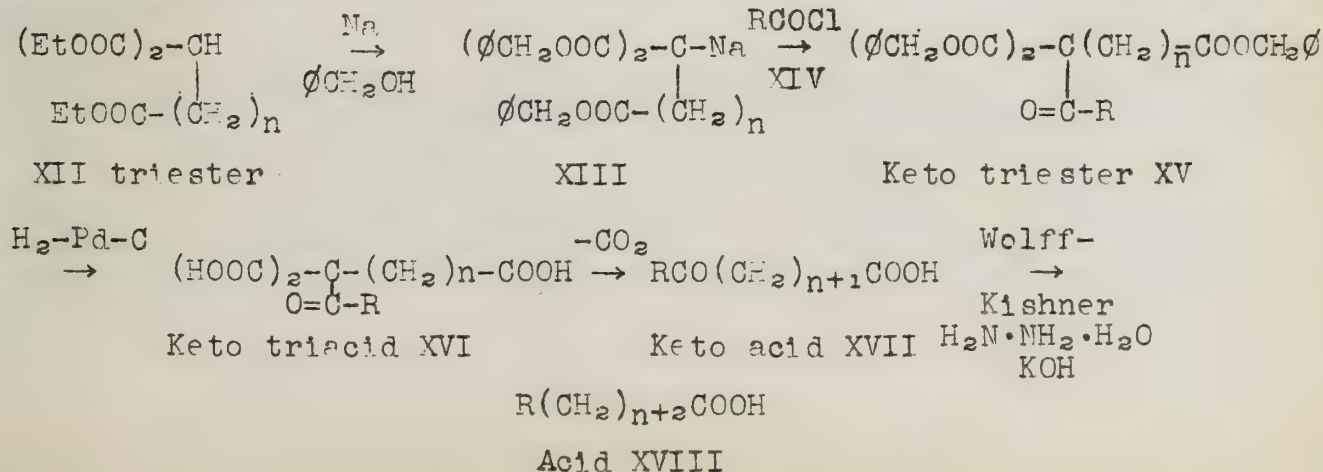 Na RCOCl
(EtOOC)₂-CH → (ØCH₂OOC)₂-C-Na → (ØCH₂OOC)₂-C(CH₂)n̄COOCH₂Ø
ØCH₂OH XIV
EtOOC-(CH₂)n ØCH₂OOC-(CH₂)n O=C-R
XII triester XIII Keto triester XV
H₂-Pd-C -CO₂ Wolff-
→ (HOOC)₂-C-(CH₂)n-COOH → RCO(CH₂)n+1COOH →
O=C-R Kishner
Keto triacid XVI Keto acid XVII H₂N·NH₂·H₂O
KOH
R(CH₂)n+2COOH
Acid XVIII